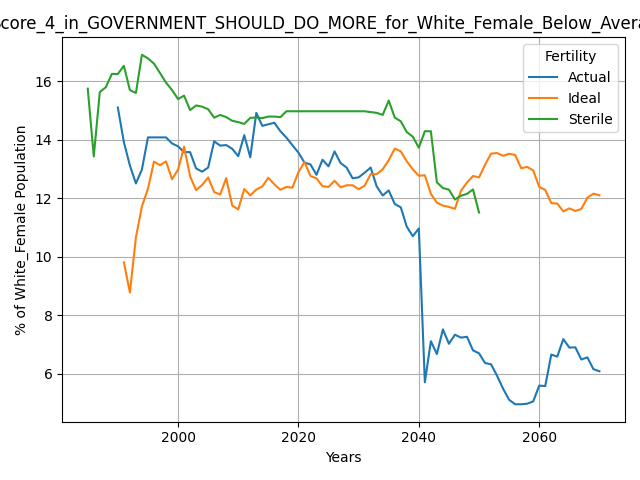 core_4_in_GOVERNMENT_SHOULD_DO_MORE_for_White_Female_Below_Avera
Fertility
Actual
Ideal
Sterile
% of White_Female Population
16
14
12
10
8
6
2000 2020 2040 2060
Years